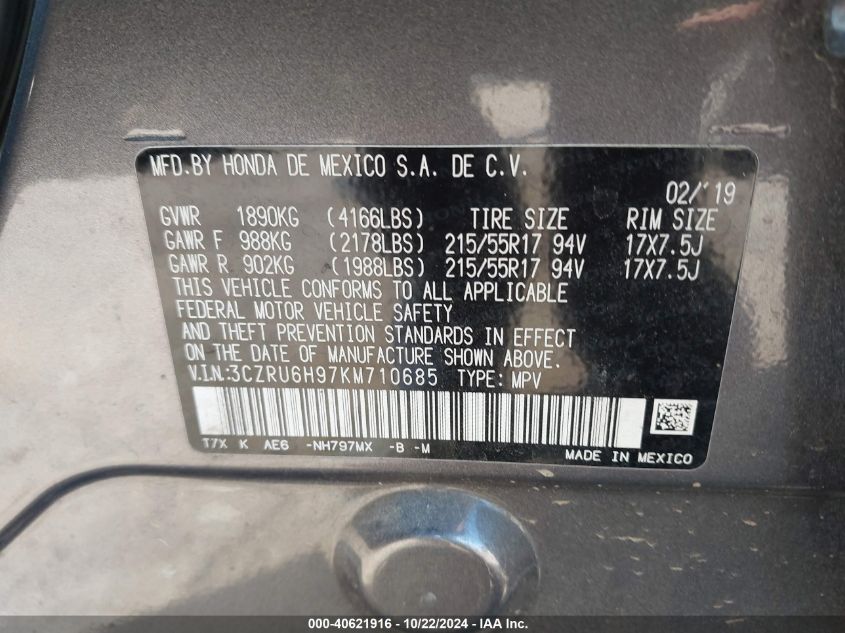 MFD.BY HONDA DE MEXICO S.A. DE C.V.
02/'19
GVWR 1890KG (4166LBS) TIRE SIZE RIM SIZE
GAWR F 988KG (2178LBS) 215/55R17 94V 17X7.5J
GAWR R 902KG (1988LBS) 215/55R17 94V 17X7.5J
THIS VEHICLE CONFORMS TO ALL APPLICABLE
FEDERAL MOTOR VEHICLE SAFETY
AND THEFT PREVENTION STANDARDS IN EFFECT
ON THE DATE OF MANUFACTURE SHOWN ABOVE.
V.I.N:3CZRU6H97KM710685 TYPE: MPV
T7X K AE6 -NH797MX -B -M
MADE IN MEXICO
000-40621916 - 10/22/2024 - IAA Inc.